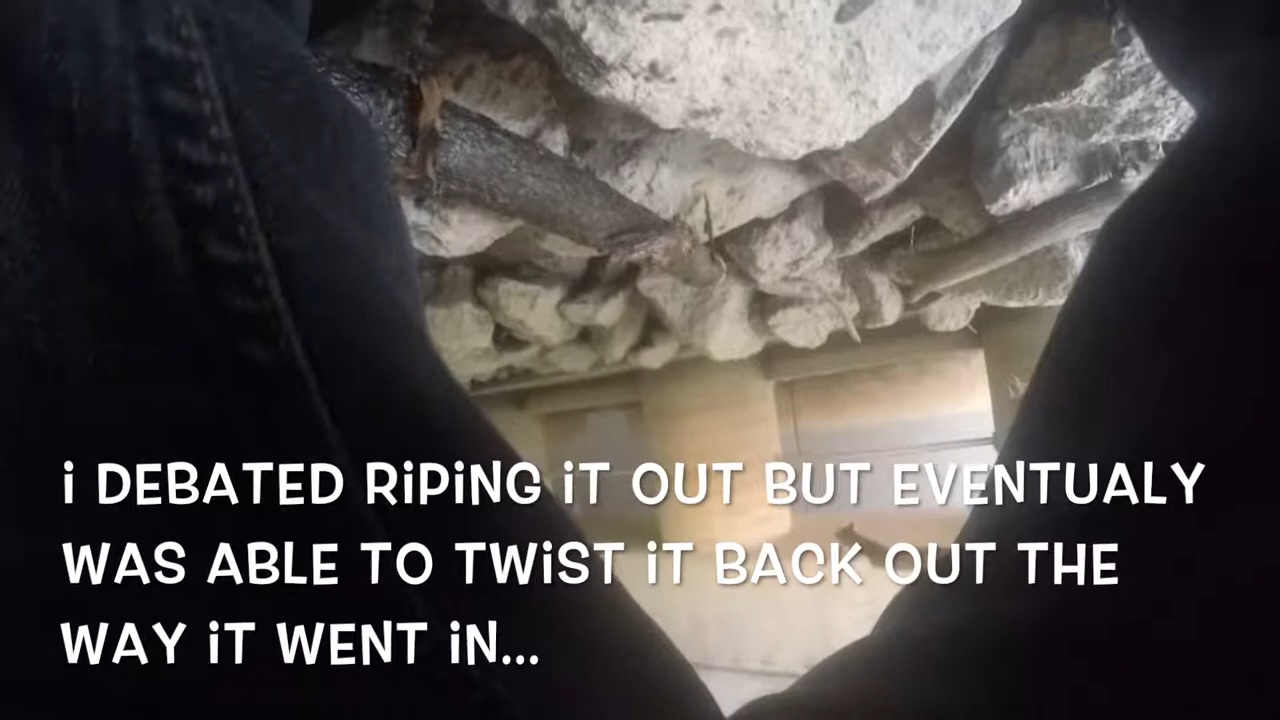 i DEBATED RiPiNG iT OUT BUT EVENTUALY
WAS ABLE TO TWiST iT BACK OUT THE
WAY iT WENT iN...